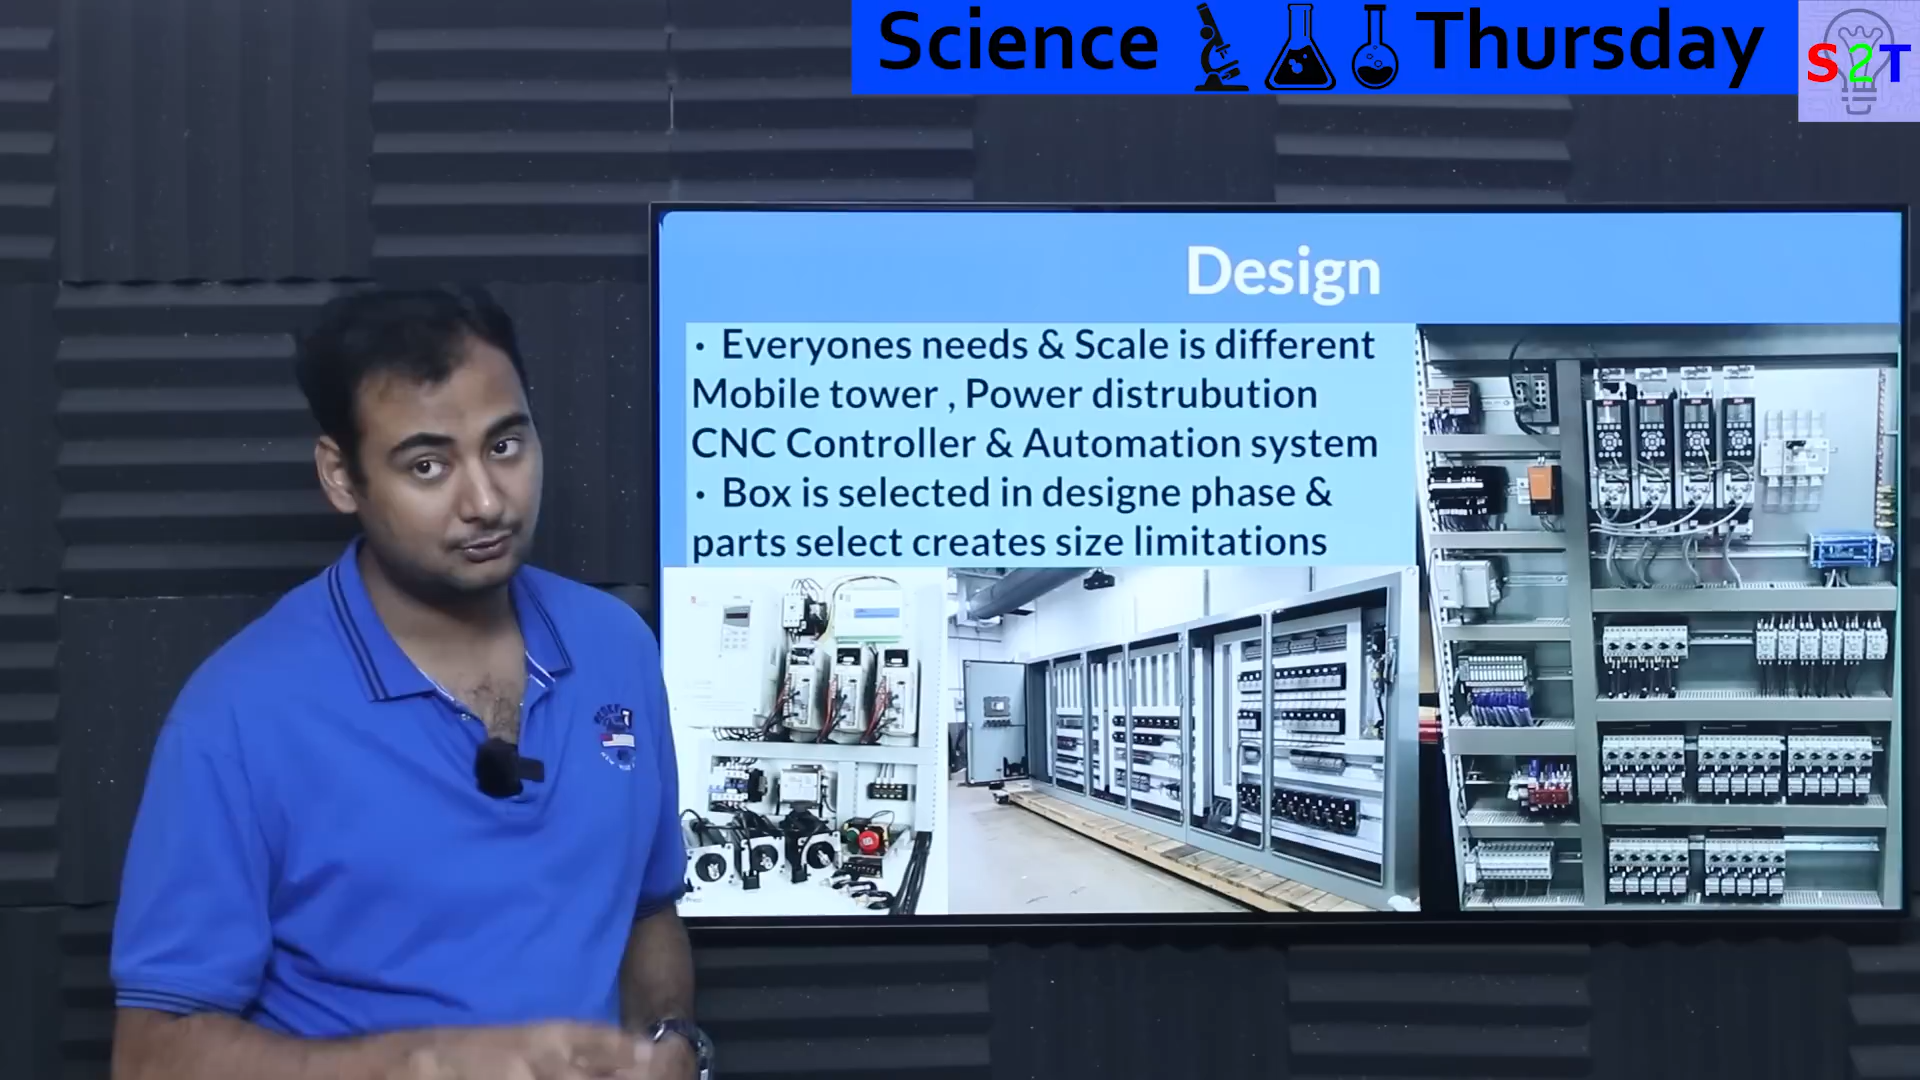 Science Thursday
S2T
Design
• Everyones needs & Scale is different
Mobile tower , Power distrubution
CNC Controller & Automation system
• Box is selected in designe phase &
parts select creates size limitations